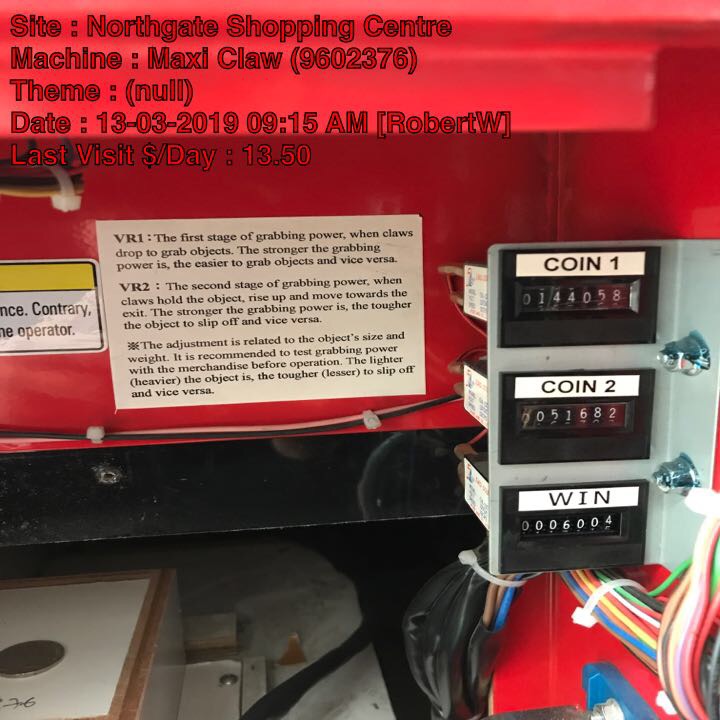 Site : Northgate Shopping Centre
Machine : Maxi Claw (9602376)
Theme : (null)
Date : 13-03-2019 09:15 AM [RobertW]
Last Visit $/Day : 13.50
VR1 : The first stage of grabbing power, when claws
drop to grab objects. The stronger the grabbing
power is, the easier to grab objects and vice versa.
VR2 : The second stage of grabbing power, when
claws hold the object, rise up and move towards the
exit. The stronger the grabbing power is, the tougher
the object to slip off and vice versa.
※The adjustment is related to the object's size and
weight. It is recommended to test grabbing power
with the merchandise before operation. The lighter
(heavier) the object is, the tougher (lesser) to slip off
and vice versa.
nce. Contrary,
ne operator.
COIN 1
0144058
COIN 2
051682
WIN
0006004